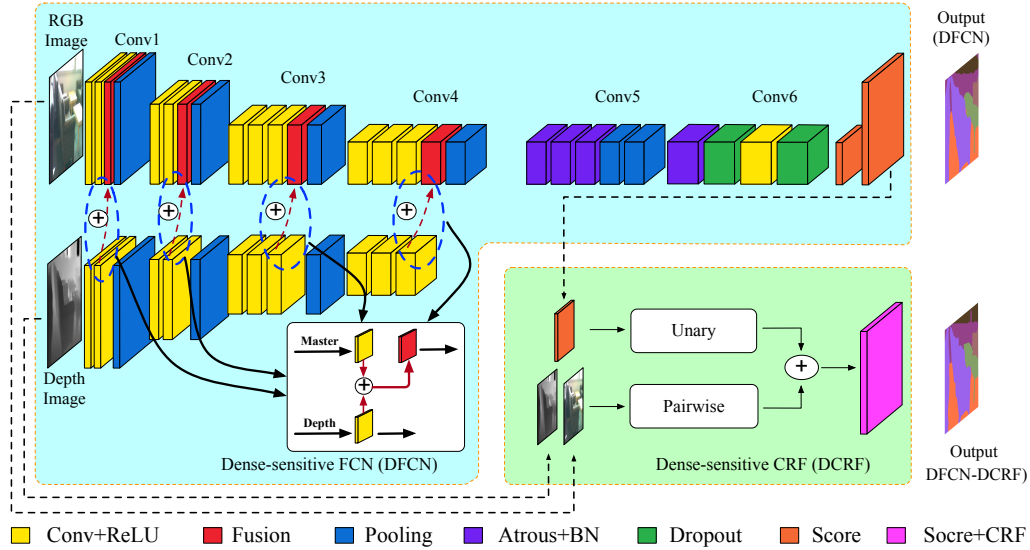 RGB
Image
Conv1
Conv2
Conv3
Conv4
Conv5
Conv6
Output
(DFCN)
+
+
+
+
Depth
Image
Master
+
Depth
Dense-sensitive FCN (DFCN)
Unary
+
Pairwise
Dense-sensitive CRF (DCRF)
Output
DFCN-DCRF)
Conv+ReLU
Fusion
Pooling
Atrous+BN
Dropout
Score
Socre+CRF